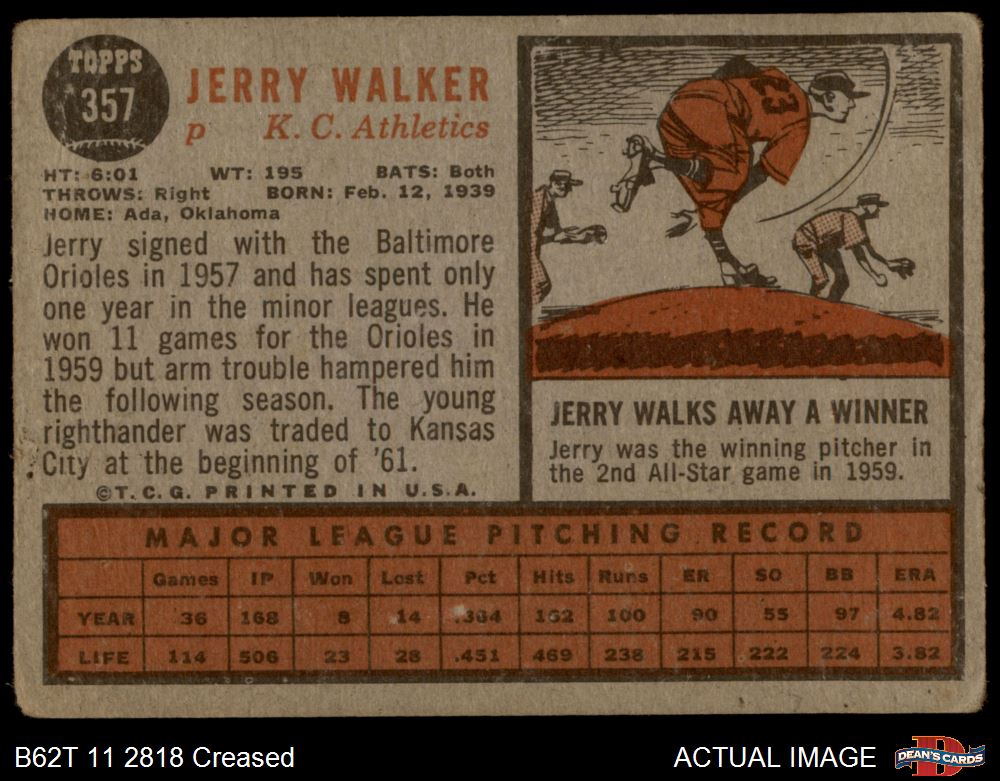 TOPPS
357
JERRY WALKER
p K. C. Athletics
HT: 6:01 WT: 195 BATS: Both
THROWS: Right BORN: Feb. 12, 1939
HOME: Ada, Oklahoma
Jerry signed with the Baltimore
Orioles in 1957 and has spent only
one year in the minor leagues. He
won 11 games for the Orioles in
1959 but arm trouble hampered him
the following season. The young
righthander was traded to Kansas
City at the beginning of '61.
©T. C. G. PRINTED IN U.S.A.
23
JERRY WALKS AWAY A WINNER
Jerry was the winning pitcher in
the 2nd All-Star game in 1959.
MAJOR LEAGUE PITCHING RECORD
Games IP Won Lost Pct Hits Runs ER SO BB ERA
YEAR 36 168 8 14 .364 162 100 90 55 97 4.82
LIFE 114 506 23 28 .451 469 238 215 222 224 3.82
B62T 11 2818 Creased
ACTUAL IMAGE
D
DEAN'S CARDS